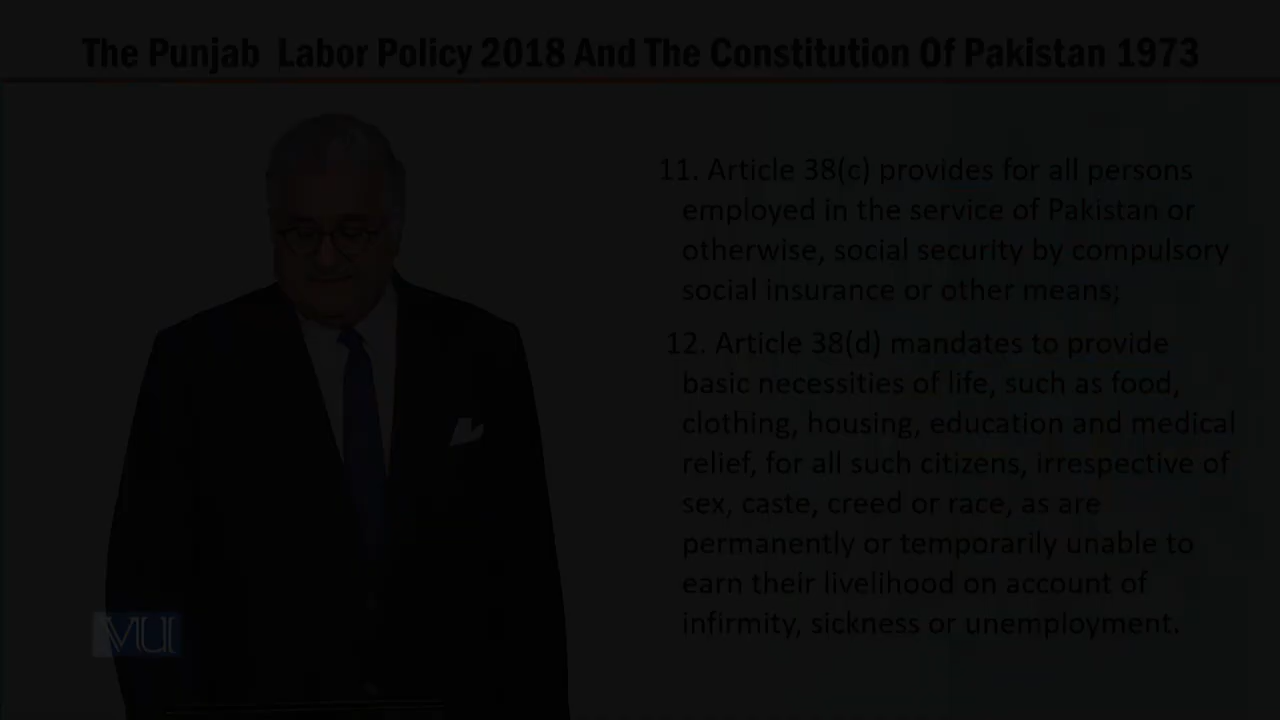 The Punjab Labor Policy 2018 And The Constitution Of Pakistan 1973
11. Article 38(c) provides for all persons
employed in the service of Pakistan or
otherwise, social security by compulsory
social insurance or other means;
12. Article 38(d) mandates to provide
basic necessities of life, such as food,
clothing, housing, education and medical
relief, for all such citizens, irrespective of
sex, caste, creed or race, as are
permanently or temporarily unable to
earn their livelihood on account of
infirmity, sickness or unemployment.
VU